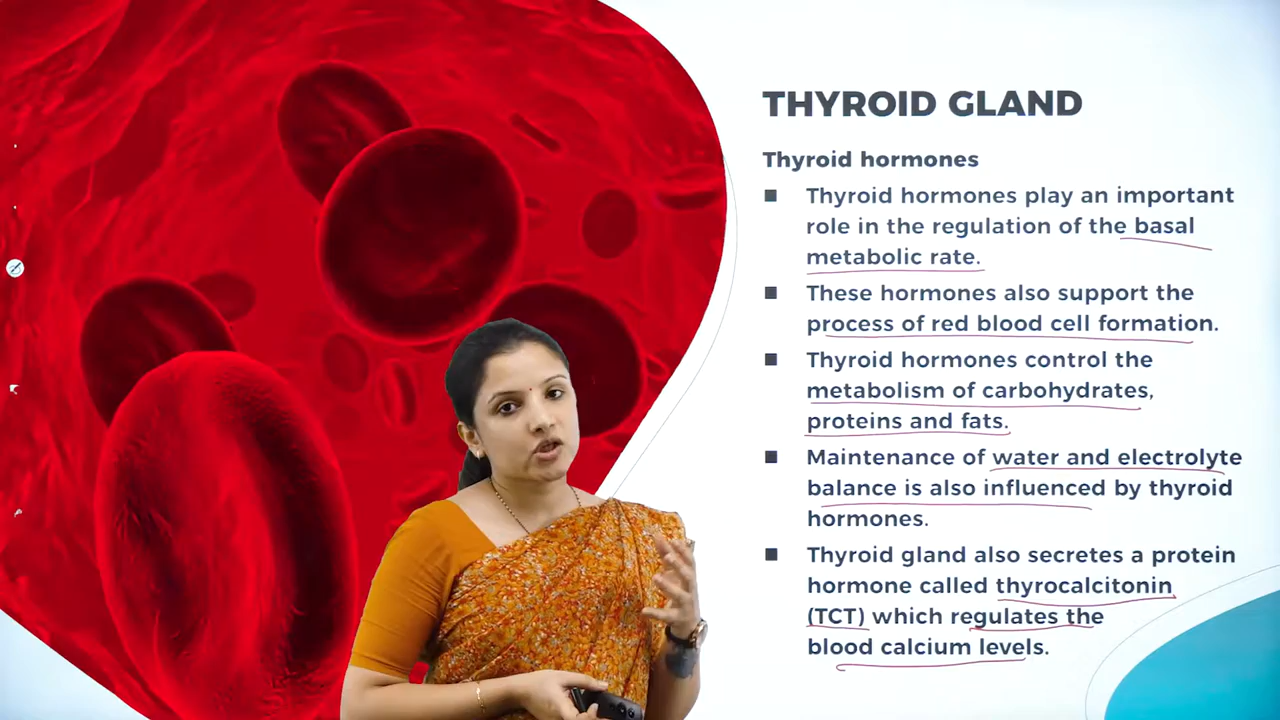 THYROID GLAND
Thyroid hormones
■ Thyroid hormones play an important
role in the regulation of the basal
metabolic rate.
■ These hormones also support the
process of red blood cell formation.
■ Thyroid hormones control the
metabolism of carbohydrates,
proteins and fats.
■ Maintenance of water and electrolyte
balance is also influenced by thyroid
hormones.
■ Thyroid gland also secretes a protein
hormone called thyrocalcitonin
(TCT) which regulates the
blood calcium levels.